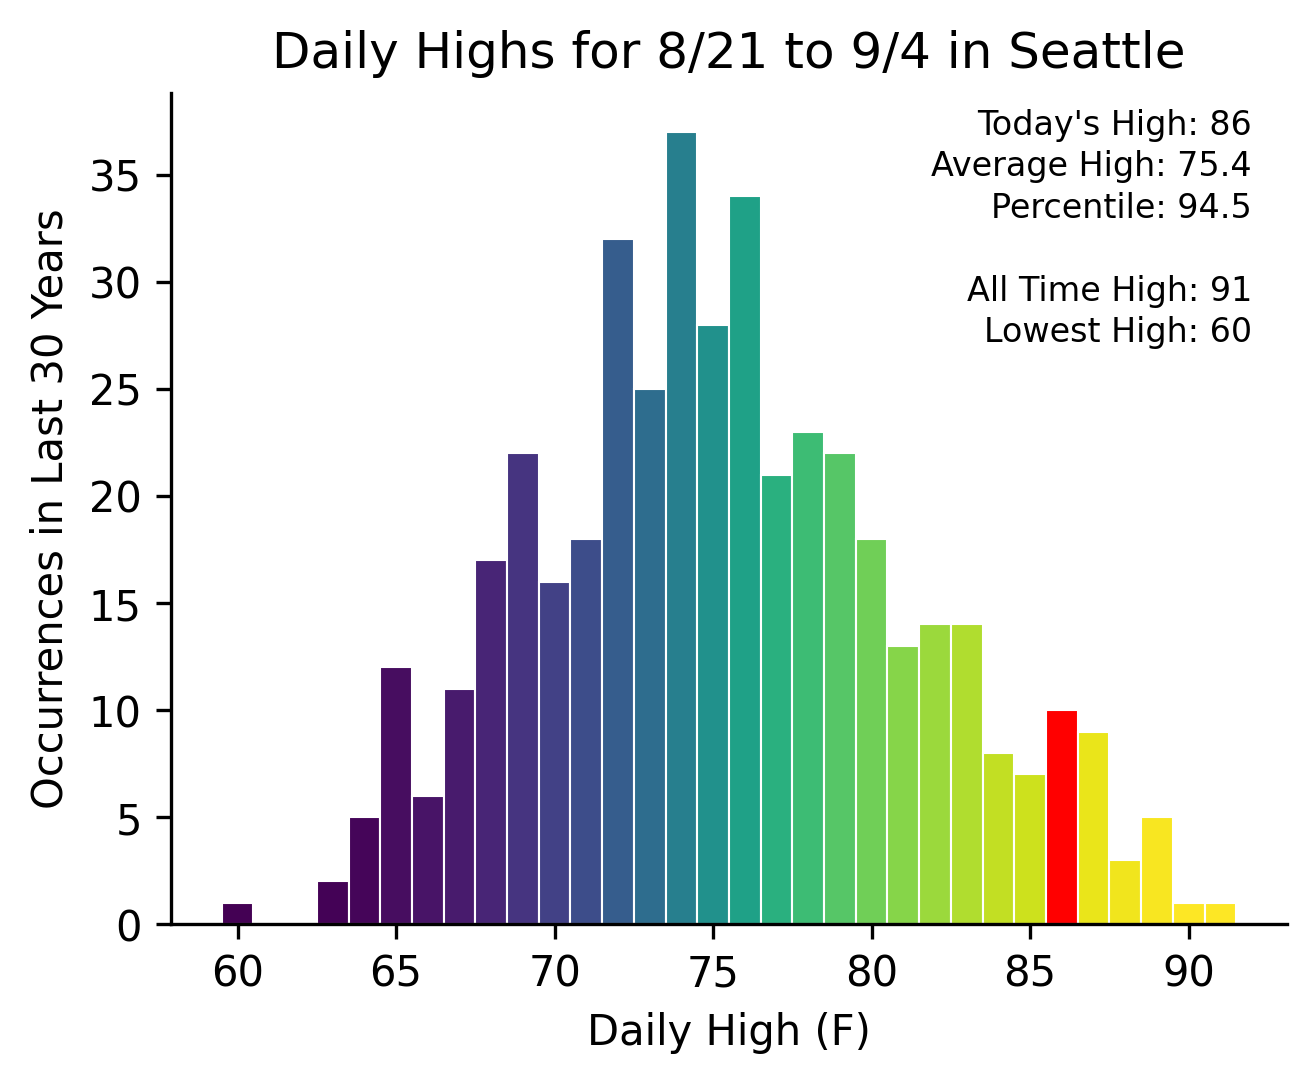 Daily Highs for 8/21 to 9/4 in Seattle
Today's High: 86
Average High: 75.4
Percentile: 94.5
All Time High: 91
Lowest High: 60
Occurrences in Last 30 Years
35
30
25
20
15
10
5
0
60 65 70 75 80 85 90
Daily High (F)